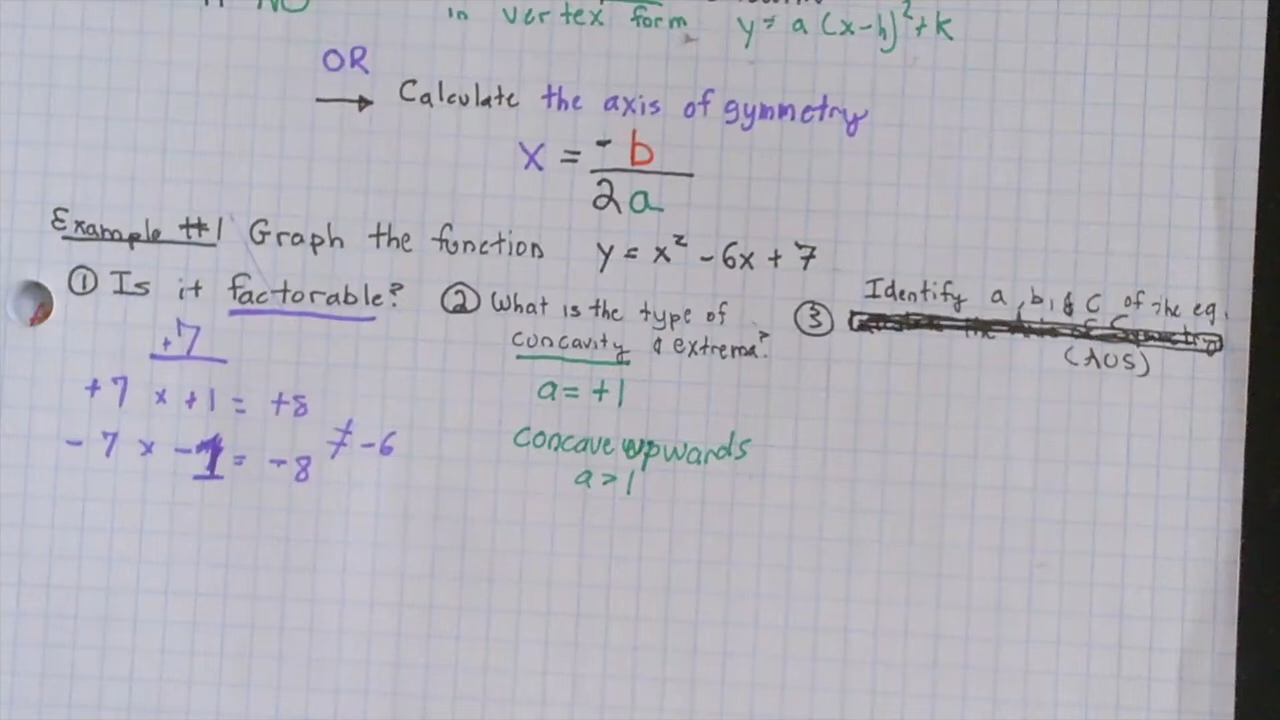 If NO
in vertex form y = a (x-h)² + k
OR
→ Calculate the axis of symmetry
x = -b / 2a
Example #1 Graph the function y = x² - 6x + 7
① Is it factorable?
+7
+7 x +1 = +8
-7 x -1 = -8 ≠ -6
② What is the type of
concavity & extrema?
a = +1
Concave upwards
a > 1
③ Identify a, b, & c of the eq.
(AOS)